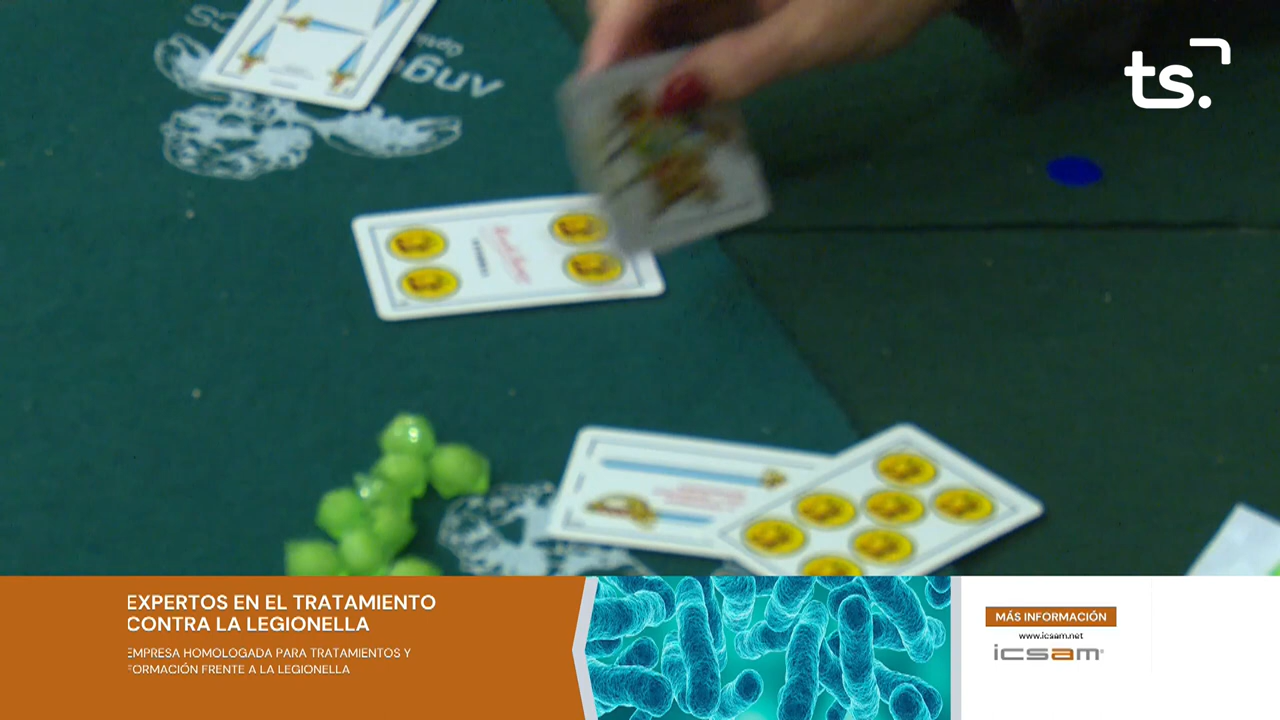 ts.
EXPERTOS EN EL TRATAMIENTO
CONTRA LA LEGIONELLA
EMPRESA HOMOLOGADA PARA TRATAMIENTOS Y
FORMACIÓN FRENTE A LA LEGIONELLA
MÁS INFORMACIÓN
www.icsam.net
icsam